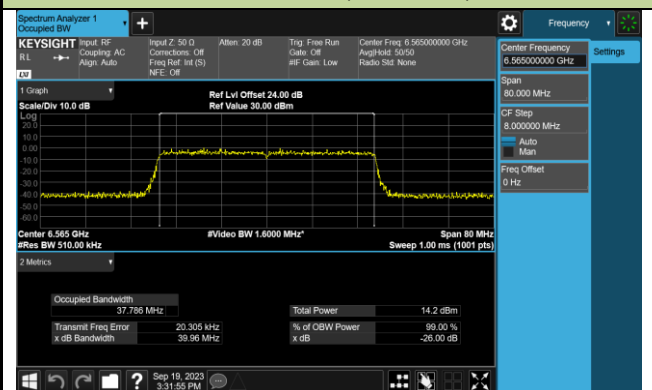 Spectrum Analyzer 1
Occupied BW
+
Frequency
KEYSIGHT
Input: RF
Coupling: AC
Align: Auto
Input Z: 50 Ω
Corrections: Off
Freq Ref: Int (S)
NFE: Off
Atten: 20 dB
Trig: Free Run
Gate: Off
#IF Gain: Low
Center Freq: 6.565000000 GHz
Avg|Hold: 50/50
Radio Std: None
RL
LXI
Center Frequency
6.565000000 GHz
Settings
Span
80.000 MHz
CF Step
8.000000 MHz
Auto
Man
Freq Offset
0 Hz
1 Graph
Scale/Div 10.0 dB
Ref Lvl Offset 24.00 dB
Ref Value 30.00 dBm
Log
20.0
10.0
0.00
-10.0
-20.0
-30.0
-40.0
-50.0
-60.0
Center 6.565 GHz
#Video BW 1.6000 MHz*
Span 80 MHz
#Res BW 510.00 kHz
Sweep 1.00 ms (1001 pts)
2 Metrics
Occupied Bandwidth
37.786 MHz
Total Power 14.2 dBm
Transmit Freq Error 20.305 kHz
% of OBW Power 99.00 %
x dB Bandwidth 39.96 MHz
x dB -26.00 dB
?
Sep 19, 2023
3:31:55 PM